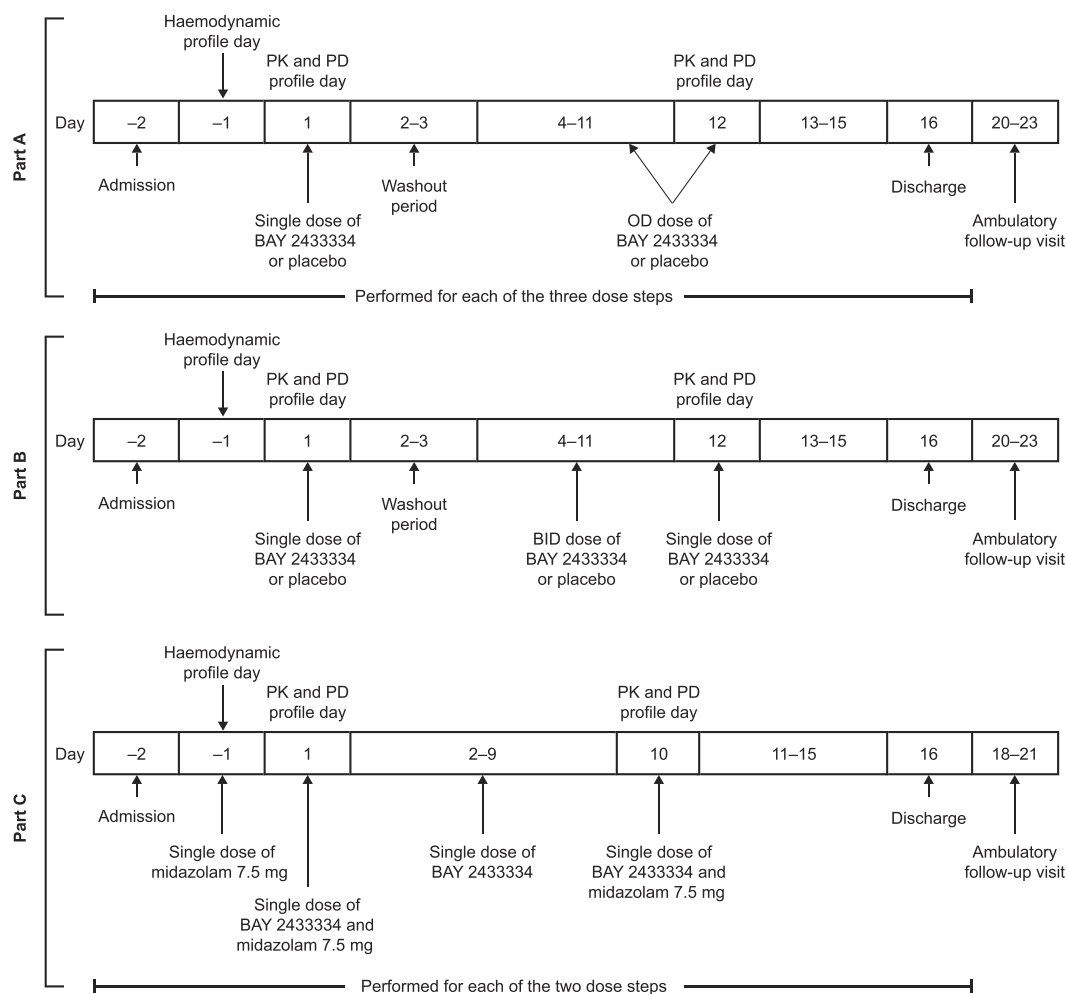 Part A
Haemodynamic
profile day
PK and PD
profile day
PK and PD
profile day
Day –2 –1 1 2–3 4–11 12 13–15 16 20–23
Admission
Washout
period
Discharge
Single dose of
BAY 2433334
or placebo
OD dose of
BAY 2433334
or placebo
Ambulatory
follow-up visit
Performed for each of the three dose steps
Part B
Haemodynamic
profile day
PK and PD
profile day
PK and PD
profile day
Day –2 –1 1 2–3 4–11 12 13–15 16 20–23
Admission
Washout
period
Discharge
Single dose of
BAY 2433334
or placebo
BID dose of
BAY 2433334
or placebo
Single dose of
BAY 2433334
or placebo
Ambulatory
follow-up visit
Part C
Haemodynamic
profile day
PK and PD
profile day
PK and PD
profile day
Day –2 –1 1 2–9 10 11–15 16 18–21
Admission
Discharge
Single dose of
midazolam 7.5 mg
Single dose of
BAY 2433334 and
midazolam 7.5 mg
Single dose of
BAY 2433334
Single dose of
BAY 2433334 and
midazolam 7.5 mg
Ambulatory
follow-up visit
Performed for each of the two dose steps